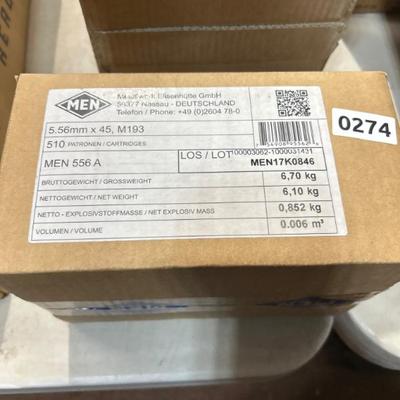 MEN
Metallwerk Elisenhütte GmbH
56377 Nassau - DEUTSCHLAND
Telefon / Phone: +49 (0)2604 78-0
5.56mm x 45, M193
510 PATRONEN / CARTRIDGES
MEN 556 A
LOS / LOT
100003062-1000031431
MEN17K0846
BRUTTOGEWICHT / GROSSWEIGHT 6,70 kg
NETTOGEWICHT / NET WEIGHT 6,10 kg
NETTO - EXPLOSIVSTOFFMASSE / NET EXPLOSIV MASS 0,852 kg
VOLUMEN / VOLUME 0.006 m³
0274